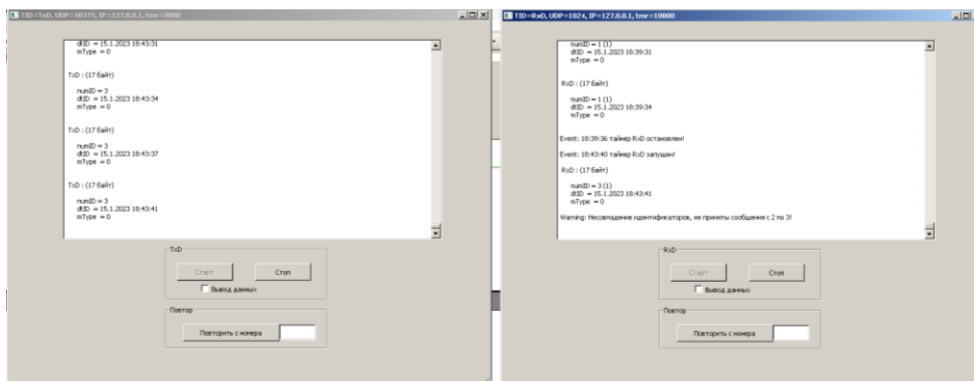 TID=TxD, UDP=50375, IP=127.0.0.1, tmr=3000
dtID = 15.1.2023 18:43:31
mType = 0
TxD : (17 байт)
numID = 3
dtID = 15.1.2023 18:43:34
mType = 0
TxD : (17 байт)
numID = 3
dtID = 15.1.2023 18:43:37
mType = 0
TxD : (17 байт)
numID = 3
dtID = 15.1.2023 18:43:41
mType = 0
TxD
Старт
Стоп
Вывод данных
Повтор
Повторить с номера
TID=RxD, UDP=1024, IP=127.0.0.1, tmr=10000
numID = 1 (1)
dtID = 15.1.2023 18:39:31
mType = 0
RxD : (17 байт)
numID = 1 (1)
dtID = 15.1.2023 18:39:34
mType = 0
Event: 18:39:36 таймер RxD остановлен!
Event: 18:43:40 таймер RxD запущен!
RxD : (17 байт)
numID = 3 (1)
dtID = 15.1.2023 18:43:41
mType = 0
Warning: Несовпадение идентификаторов, не приняты сообщения с 2 по 3!
RxD
Старт
Стоп
Вывод данных
Повтор
Повторить с номера